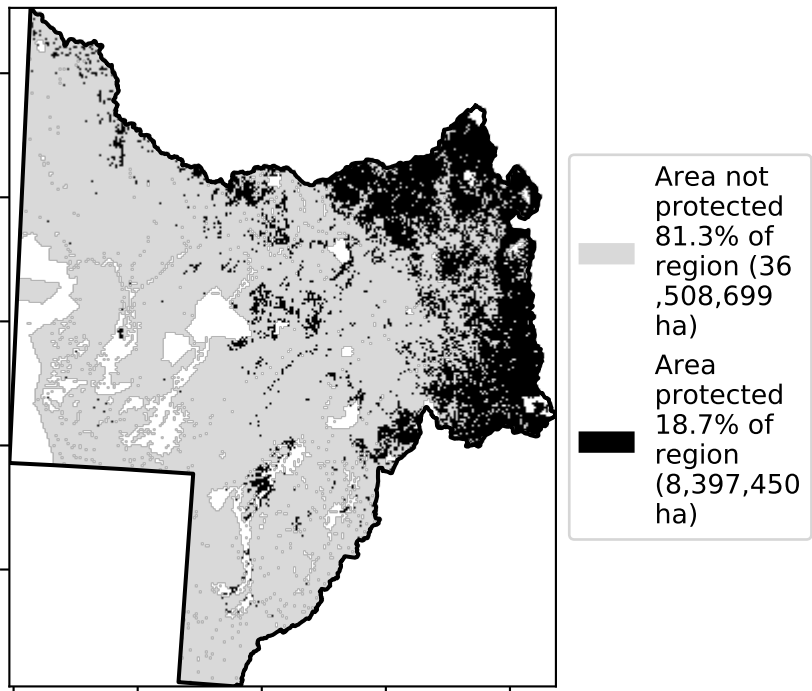 Area not
protected
81.3% of
region (36
,508,699
ha)
Area
protected
18.7% of
region
(8,397,450
ha)